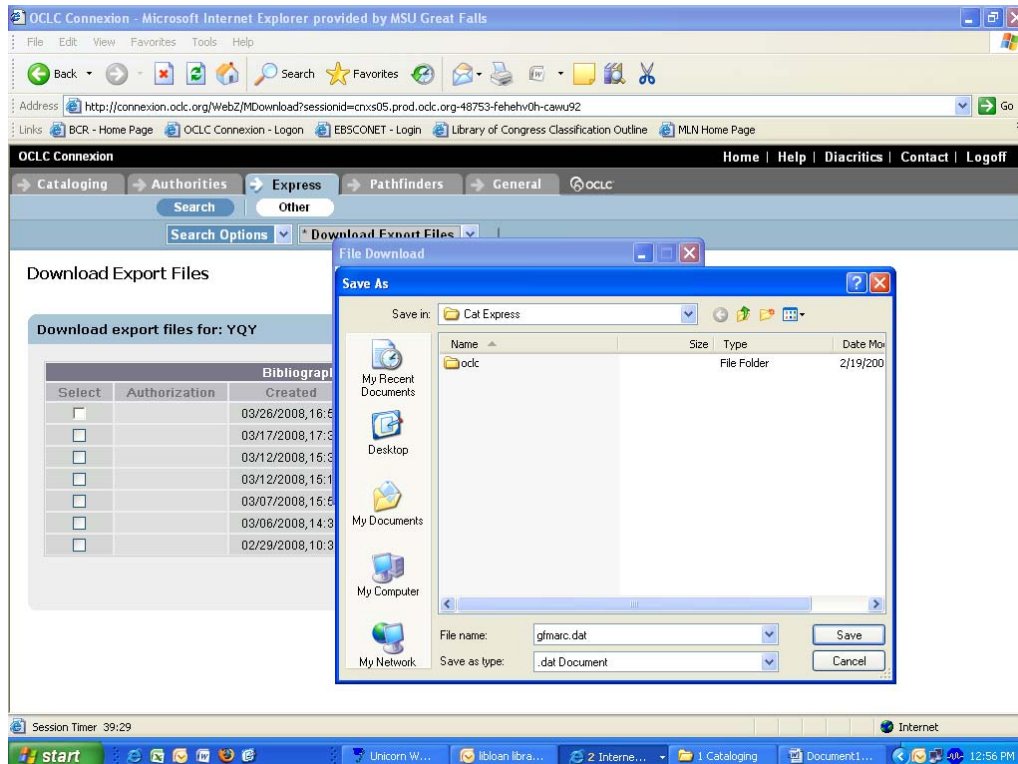 OCLC Connexion - Microsoft Internet Explorer provided by MSU Great Falls
File Edit View Favorites Tools Help
Back Search Favorites
Address http://connexion.oclc.org/WebZ/MDownload?sessionid=cnxs05.prod.oclc.org-48753-fehehv0h-cawu92 Go
Links BCR - Home Page OCLC Connexion - Logon EBSCONET - Login Library of Congress Classification Outline MLN Home Page
OCLC Connexion Home | Help | Diacritics | Contact | Logoff
Cataloging Authorities Express Pathfinders General OCLC
Search Other
Search Options * Download Export Files
File Download
Download Export Files
Save As
Save in: Cat Express
Download export files for: YQY
Name Size Type Date Mo
oclc File Folder 2/19/200
My Recent Documents
Desktop
My Documents
My Computer
My Network
Bibliograpl
Select Authorization Created
03/26/2008,16:5
03/17/2008,17:3
03/12/2008,15:3
03/12/2008,15:1
03/07/2008,15:5
03/06/2008,14:3
02/29/2008,10:3
File name: gfmarc.dat Save
Save as type: .dat Document Cancel
Session Timer 39:29 Internet
start Unicorn W... libloan libra... 2 Interne... 1 Cataloging Document1... 12:56 PM